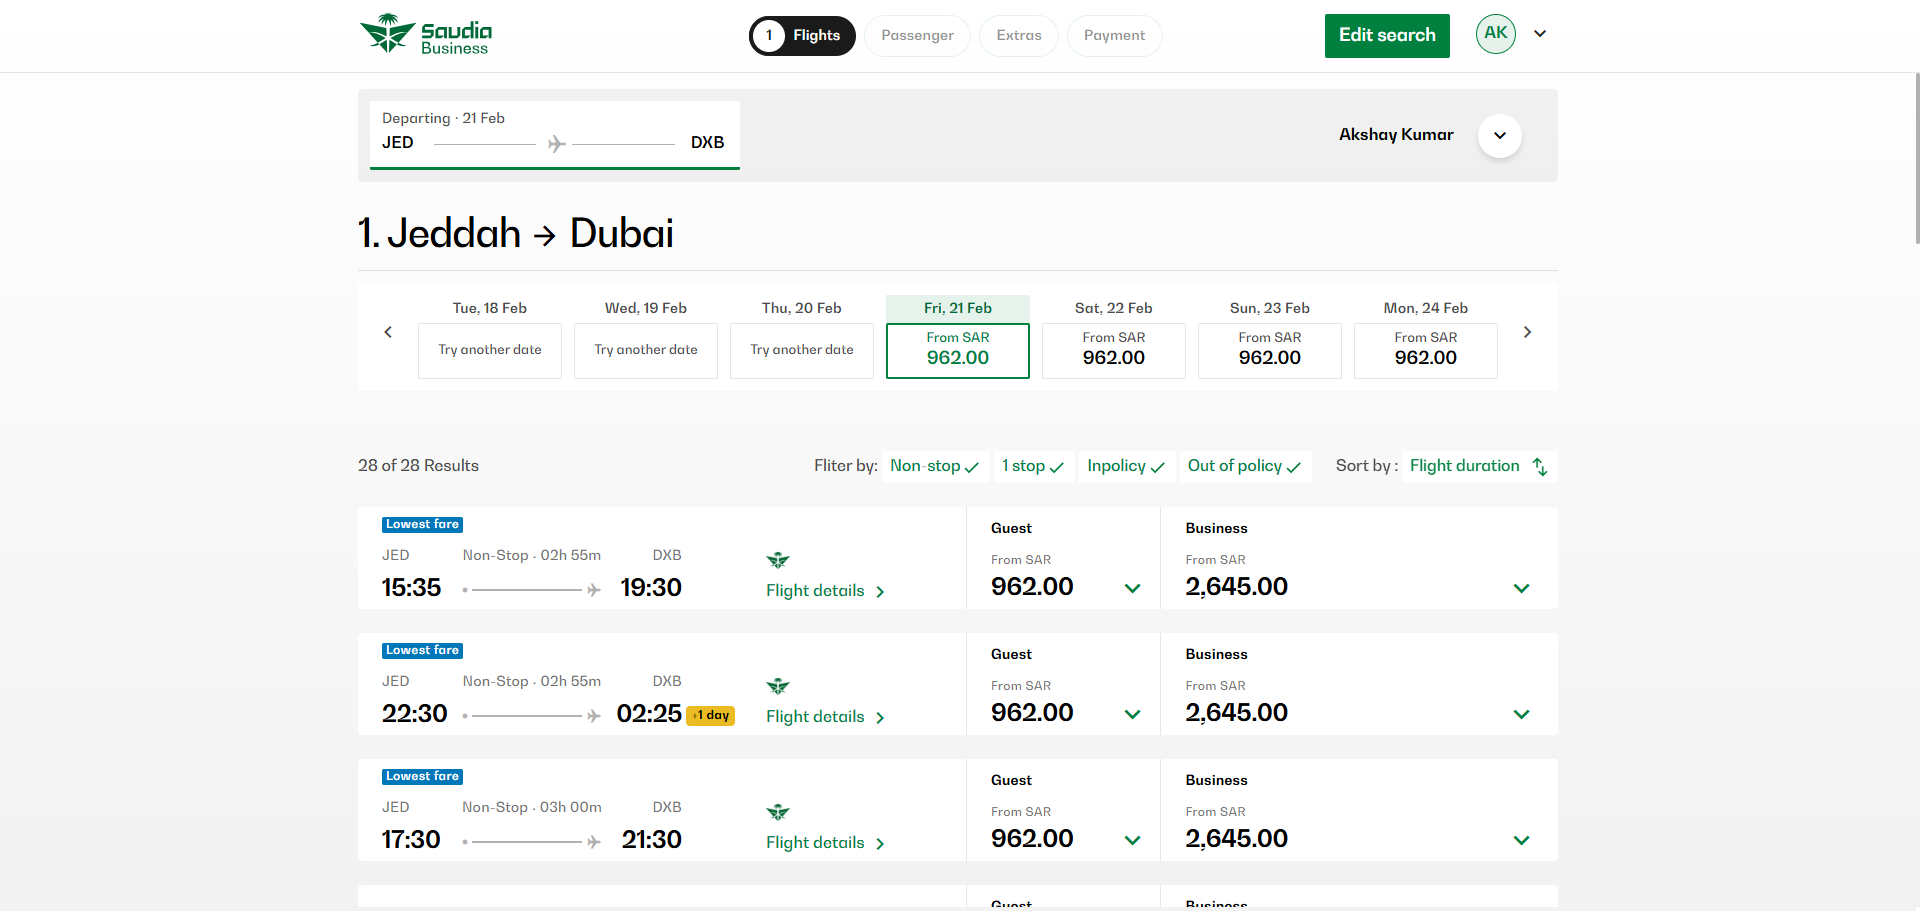 Saudia
Business
1 Flights
Passenger
Extras
Payment
Edit search
AK
Departing · 21 Feb
JED DXB
Akshay Kumar
1. Jeddah → Dubai
Tue, 18 Feb
Try another date
Wed, 19 Feb
Try another date
Thu, 20 Feb
Try another date
Fri, 21 Feb
From SAR
962.00
Sat, 22 Feb
From SAR
962.00
Sun, 23 Feb
From SAR
962.00
Mon, 24 Feb
From SAR
962.00
28 of 28 Results
Fliter by: Non-stop 1 stop Inpolicy Out of policy
Sort by : Flight duration
Lowest fare
JED Non-Stop · 02h 55m DXB
15:35 19:30
Flight details
Guest
From SAR
962.00
Business
From SAR
2,645.00
Lowest fare
JED Non-Stop · 02h 55m DXB
22:30 02:25 +1 day
Flight details
Guest
From SAR
962.00
Business
From SAR
2,645.00
Lowest fare
JED Non-Stop · 03h 00m DXB
17:30 21:30
Flight details
Guest
From SAR
962.00
Business
From SAR
2,645.00
Guest
Business